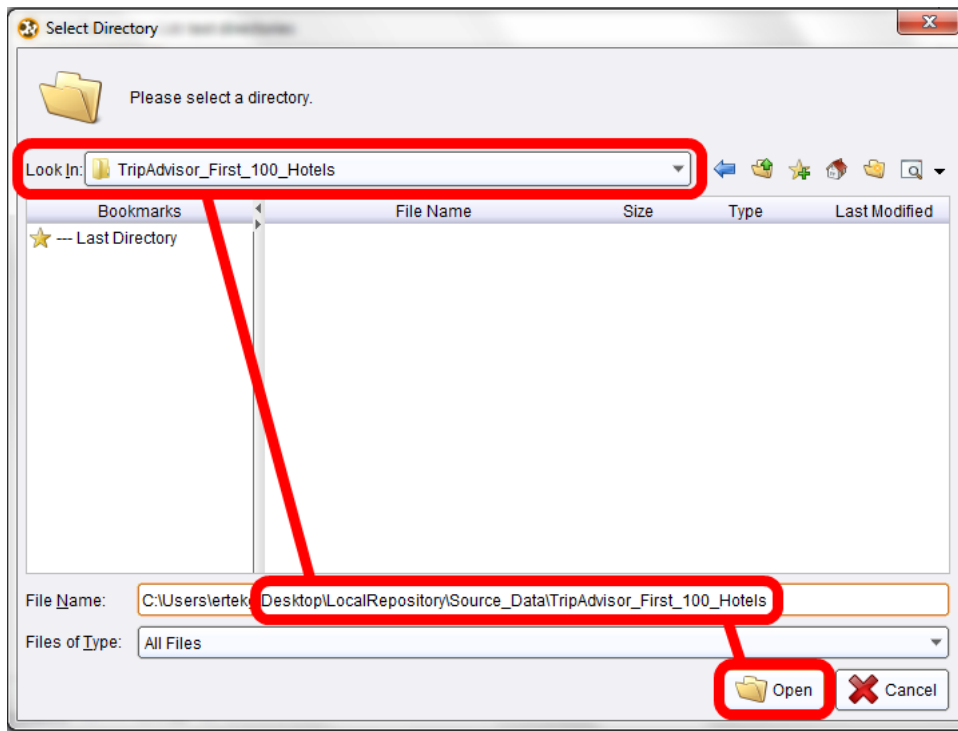 Select Directory
Please select a directory.
Look In: TripAdvisor_First_100_Hotels
Bookmarks File Name Size Type Last Modified
--- Last Directory
File Name: C:\Users\ertek Desktop\LocalRepository\Source_Data\TripAdvisor_First_100_Hotels
Files of Type: All Files
Open Cancel